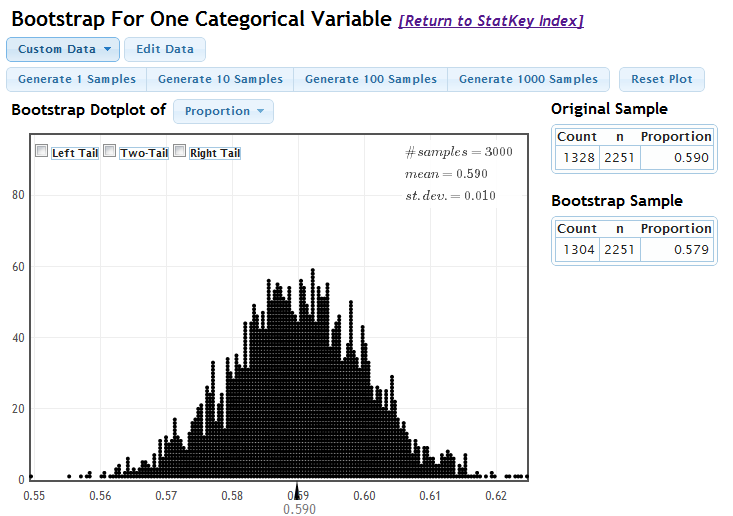 Bootstrap For One Categorical Variable [Return to StatKey Index]
Custom Data Edit Data
Generate 1 Samples Generate 10 Samples Generate 100 Samples Generate 1000 Samples Reset Plot
Bootstrap Dotplot of Proportion
Left Tail Two-Tail Right Tail
# samples = 3000
mean = 0.590
st. dev. = 0.010
80
60
40
20
0
0.55 0.56 0.57 0.58 0.59 0.60 0.61 0.62
0.590
Original Sample
Count n Proportion
1328 2251 0.590
Bootstrap Sample
Count n Proportion
1304 2251 0.579